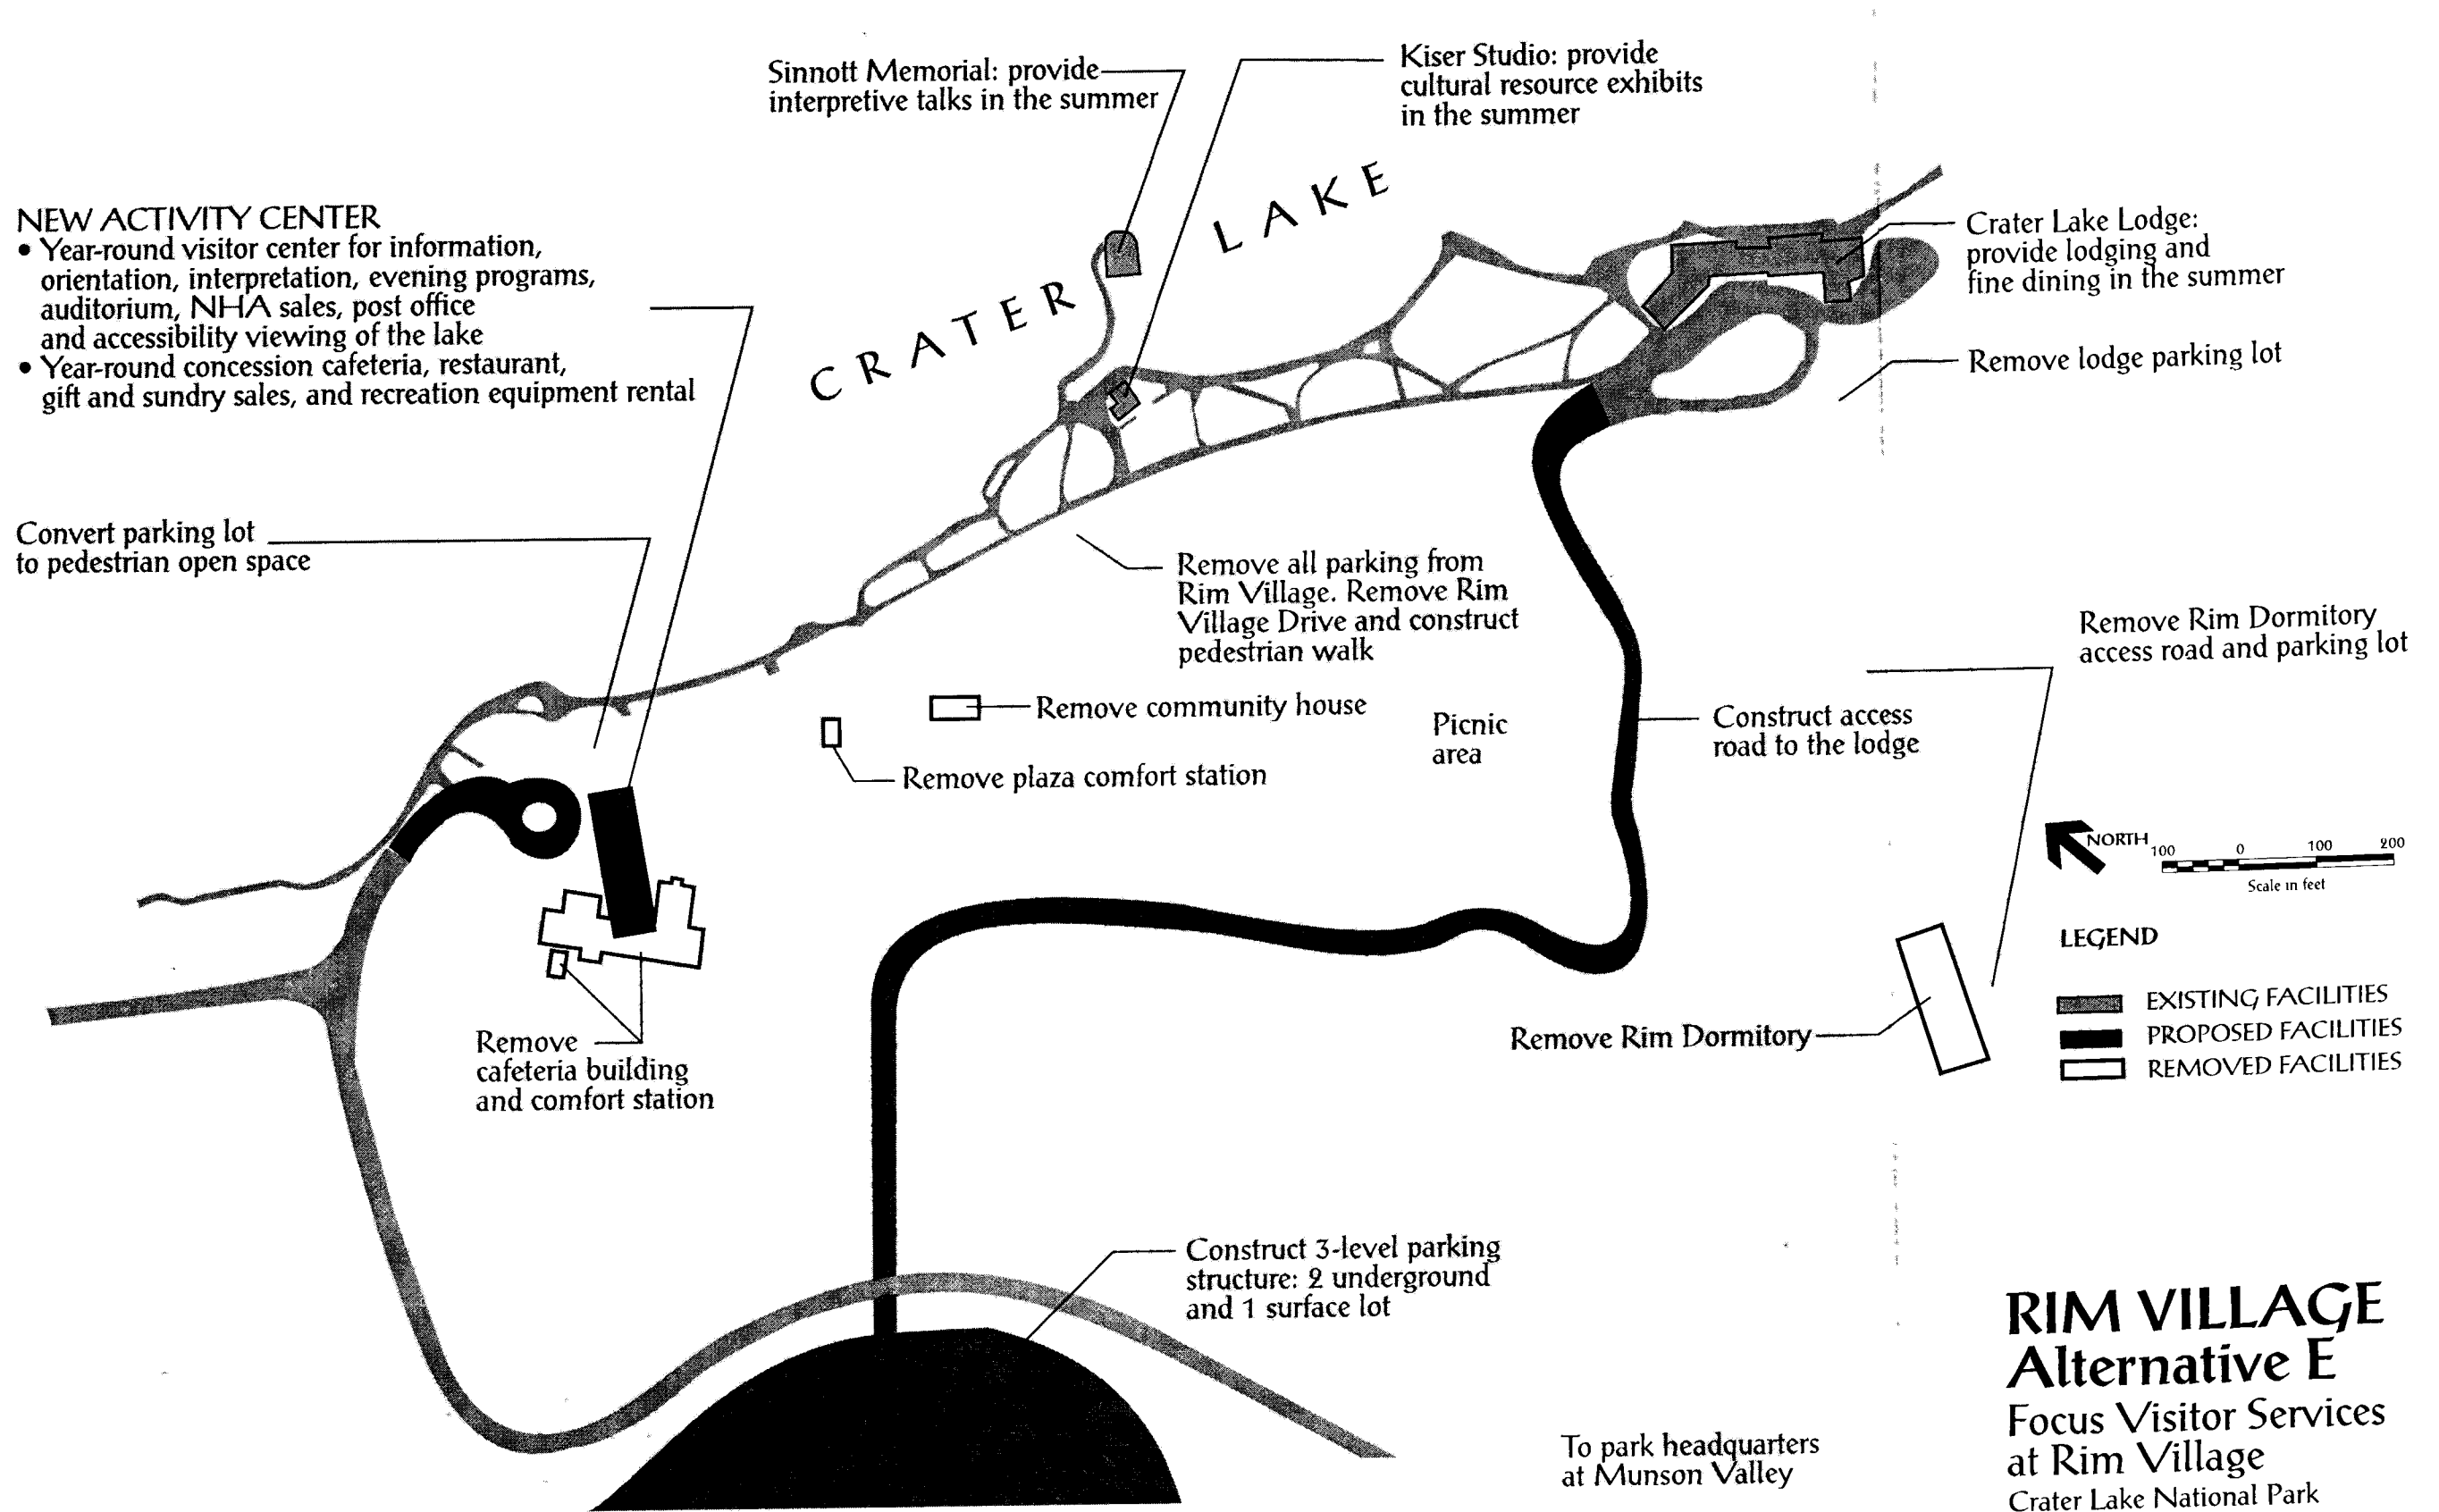 Sinnott Memorial: provide
interpretive talks in the summer
Kiser Studio: provide
cultural resource exhibits
in the summer
CRATER LAKE
NEW ACTIVITY CENTER
• Year-round visitor center for information,
orientation, interpretation, evening programs,
auditorium, NHA sales, post office
and accessibility viewing of the lake
• Year-round concession cafeteria, restaurant,
gift and sundry sales, and recreation equipment rental
Crater Lake Lodge:
provide lodging and
fine dining in the summer
Remove lodge parking lot
Convert parking lot
to pedestrian open space
Remove all parking from
Rim Village. Remove Rim
Village Drive and construct
pedestrian walk
Remove Rim Dormitory
access road and parking lot
Remove community house
Picnic
area
Construct access
road to the lodge
Remove plaza comfort station
NORTH
100 0 100 200
Scale in feet
LEGEND
EXISTING FACILITIES
PROPOSED FACILITIES
REMOVED FACILITIES
Remove
cafeteria building
and comfort station
Remove Rim Dormitory
Construct 3-level parking
structure: 2 underground
and 1 surface lot
To park headquarters
at Munson Valley
RIM VILLAGE
Alternative E
Focus Visitor Services
at Rim Village
Crater Lake National Park